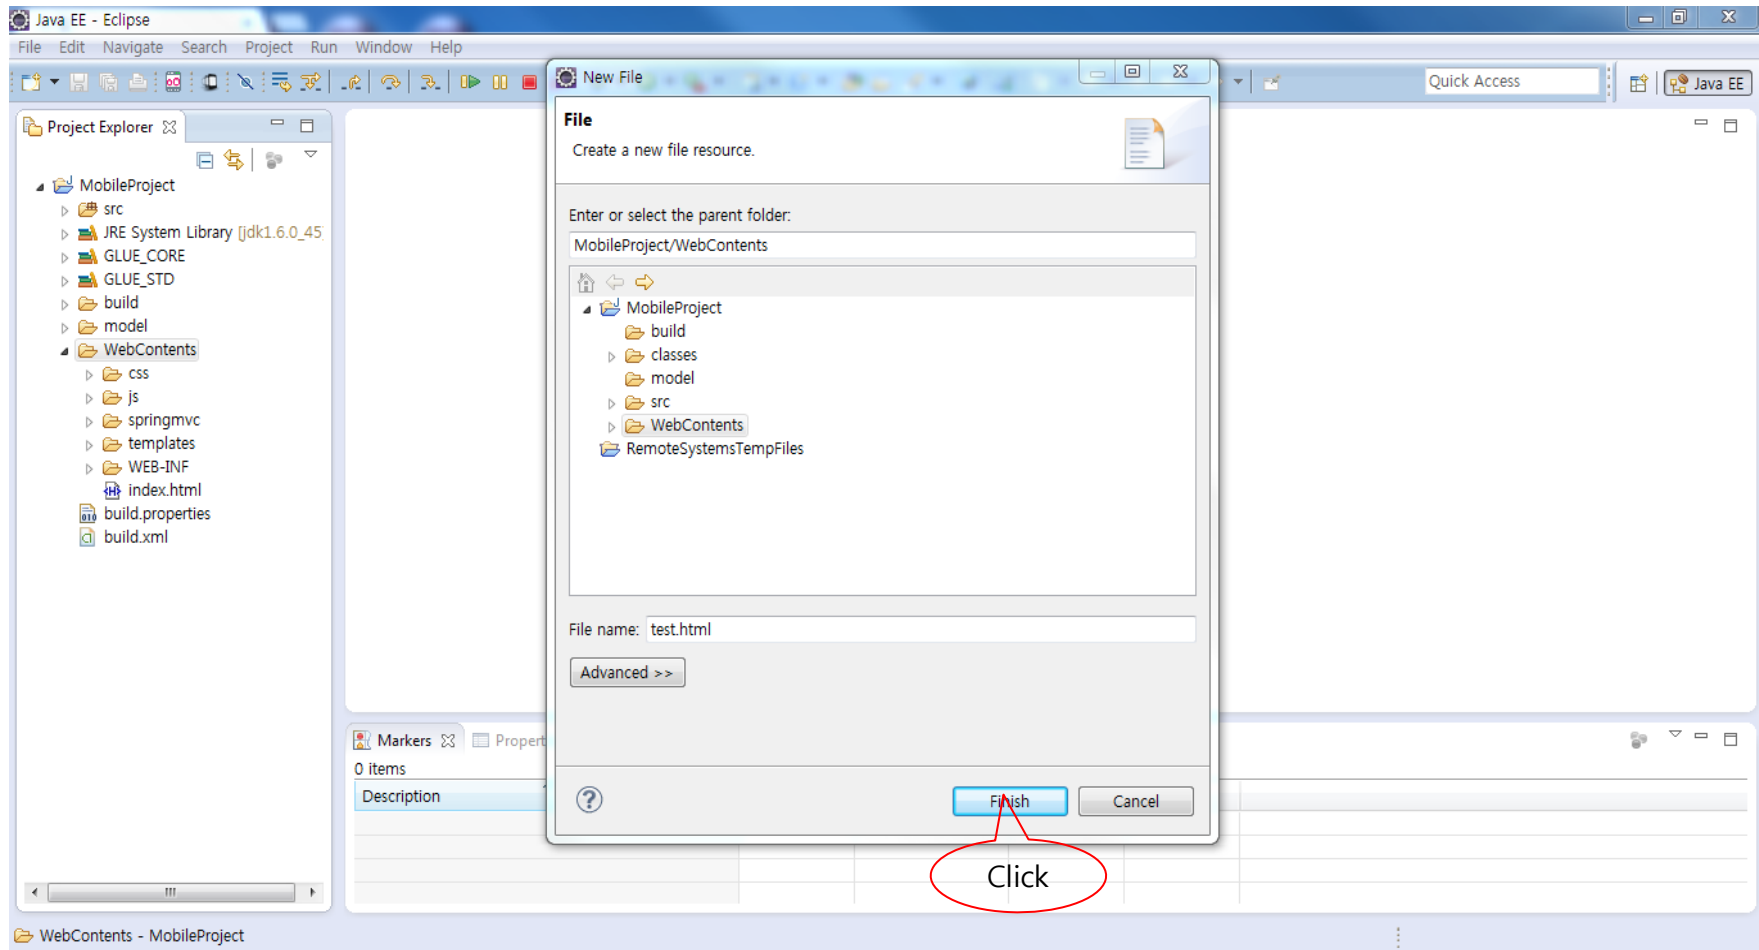 Java EE - Eclipse
File Edit Navigate Search Project Run Window Help
Quick Access
Java EE
Project Explorer
MobileProject
src
JRE System Library [jdk1.6.0_45
GLUE_CORE
GLUE_STD
build
model
WebContents
css
js
springmvc
templates
WEB-INF
index.html
build.properties
build.xml
New File
File
Create a new file resource.
Enter or select the parent folder:
MobileProject/WebContents
MobileProject
build
classes
model
src
WebContents
RemoteSystemsTempFiles
File name: test.html
Advanced >>
Finish Cancel
Click
Markers Propert
0 items
Description
WebContents - MobileProject